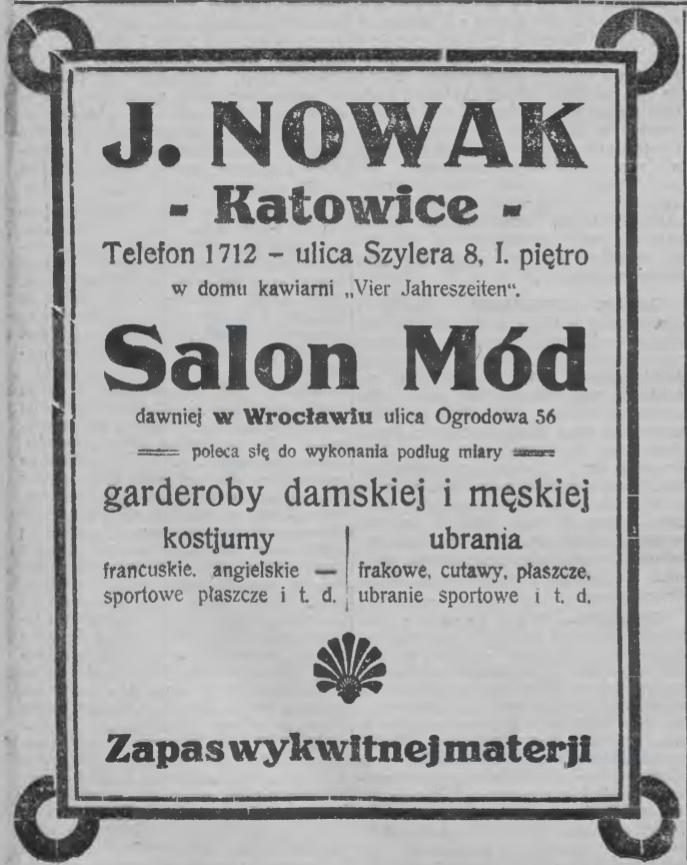 J. NOWAK
- Katowice -
Telefon 1712 – ulica Szylera 8, I. piętro
w domu kawiarni „Vier Jahreszeiten“.
Salon Mód
dawniej w Wrocławiu ulica Ogrodowa 56
poleca się do wykonania podług miary
garderoby damskiej i męskiej
kostjumy
francuskie. angielskie —
sportowe płaszcze i t. d.
ubrania
frakowe, cutawy, płaszcze,
ubranie sportowe i t. d.
Zapas wykwitnej materji